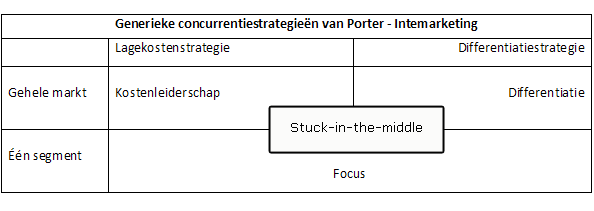 Generieke concurrentiestrategieën van Porter - Intemarketing
Lagekostenstrategie Differentiatiestrategie
Gehele markt Kostenleiderschap Differentiatie
Stuck-in-the-middle
Één segment
Focus